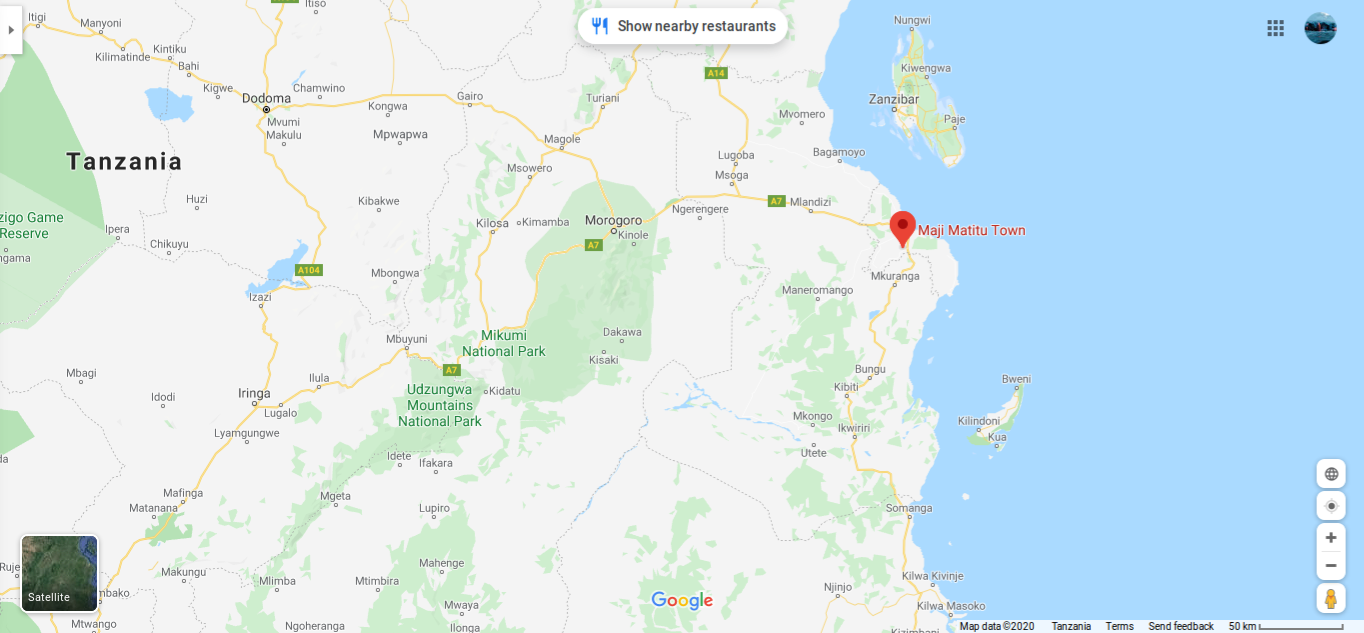 Itigi
Manyoni
Itiso
Kilimatinde
Kintiku
Bahi
Kigwe
Dodoma
Chamwino
Mvumi
Makulu
Kongwa
Gairo
Mpwapwa
Tanzania
Show nearby restaurants
A14
Turiani
Magole
Mvomero
Lugoba
Msoga
Bagamoyo
Nungwi
Kiwengwa
Zanzibar
Paje
Msowero
Huzi
Kibakwe
zigo Game
Reserve
ngama
Ipera
Chikuyu
Kilosa
Kimamba
Morogoro
Kinole
A7
Ngerengere
A7
Mlandizi
Maji Matitu Town
Mkuranga
Maneromango
A104
Mbongwa
Izazi
Mbuyuni
Mikumi
National Park
Dakawa
Kisaki
A7
Mbagi
Idodi
Iringa
Ilula
Lugalo
Lyamgungwe
Udzungwa
Mountains
National Park
Kidatu
Bungu
Kibiti
Mkongo
Ikwiriri
Utete
Bweni
Kilindoni
Kua
da
Idete
Ifakara
Mafinga
Matanana
Mgeta
Lupiro
Somanga
Ruje
Satellite
mbako
Makungu
Mtwango
Mlimba
Mtimbira
Mahenge
Mwaya
Ilonga
Ngoheranga
Google
Njinjo
Kilwa Kivinje
Kilwa Masoko
Kizimbani
Map data ©2020 Tanzania Terms Send feedback 50 km